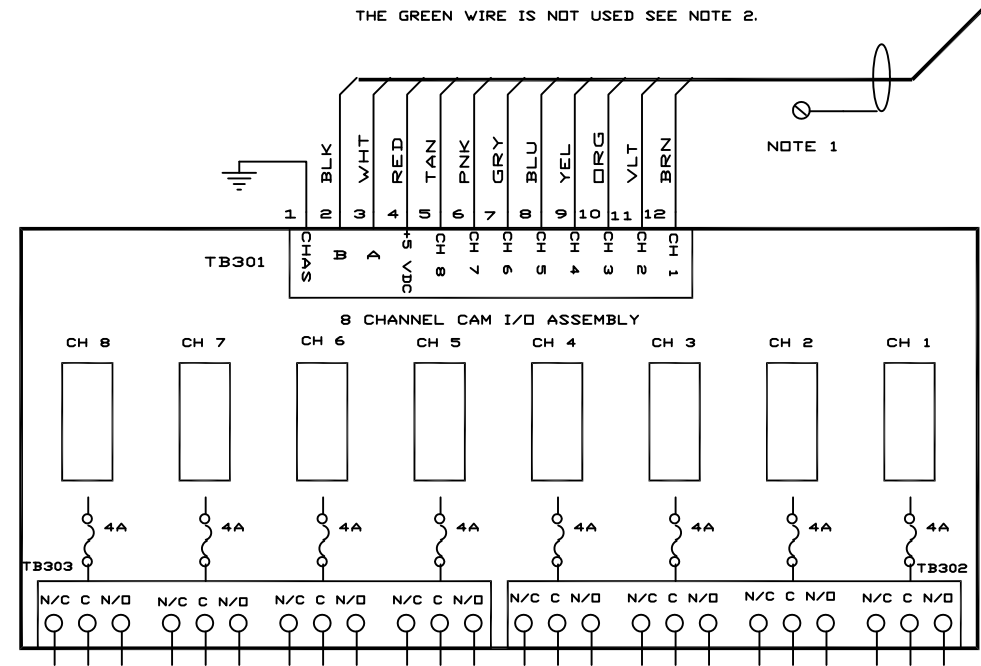 THE GREEN WIRE IS NOT USED SEE NOTE 2.
NOTE 1
BLK WHT RED TAN PNK GRY BLU YEL ORG VLT BRN
1 2 3 4 5 6 7 8 9 10 11 12
TB301
CHAS B A +5 VDC CH 8 CH 7 CH 6 CH 5 CH 4 CH 3 CH 2 CH 1
8 CHANNEL CAM I/O ASSEMBLY
CH 8 CH 7 CH 6 CH 5 CH 4 CH 3 CH 2 CH 1
4A 4A 4A 4A 4A 4A 4A 4A
TB303 TB302
N/C C N/O N/C C N/O N/C C N/O N/C C N/O N/C C N/O N/C C N/O N/C C N/O N/C C N/O